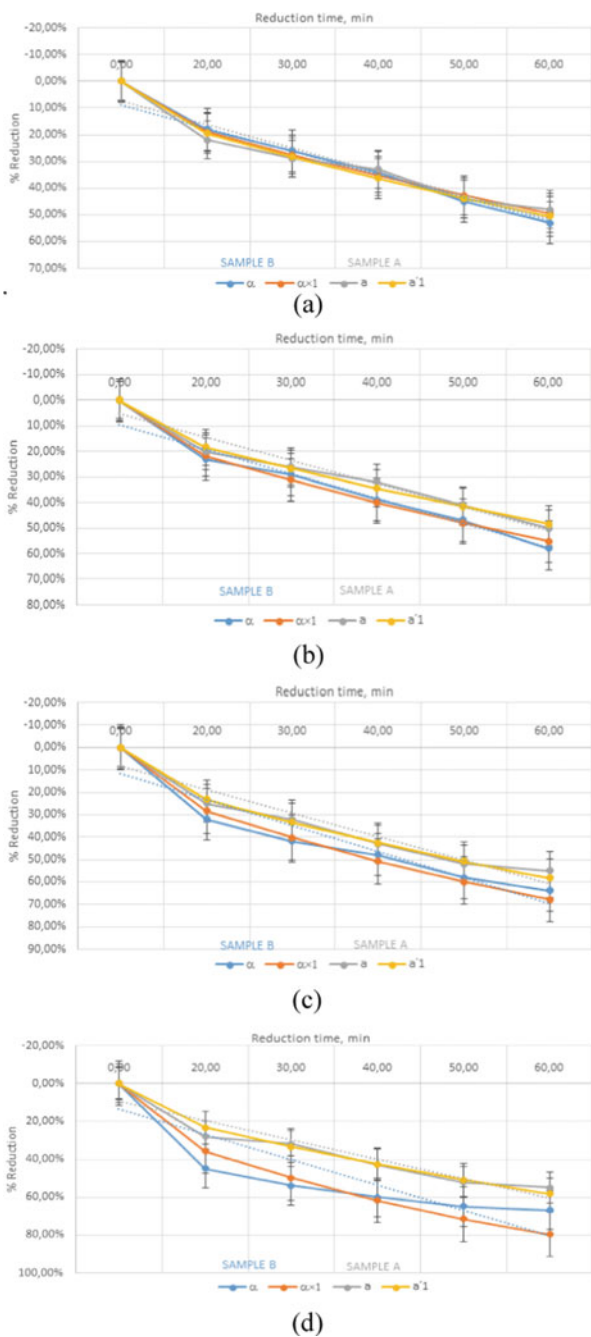 Reduction time, min
-20,00%
0,00 20,00 30,00 40,00 50,00 60,00
0,00%
10,00%
20,00%
30,00%
40,00%
50,00%
60,00%
70,00%
% Reduction
SAMPLE B SAMPLE A
α α×1 a a´1
(a)
Reduction time, min
-20,00%
-10,00%
0,00 20,00 30,00 40,00 50,00 60,00
0,00%
10,00%
20,00%
30,00%
40,00%
50,00%
60,00%
70,00%
80,00%
% Reduction
SAMPLE B SAMPLE A
α α×1 a a´1
(b)
Reduction time, min
-20,00%
-10,00%
0,00 20,00 30,00 40,00 50,00 60,00
0,00%
10,00%
20,00%
30,00%
40,00%
50,00%
60,00%
70,00%
80,00%
90,00%
% Reduction
SAMPLE B SAMPLE A
α α×1 a a´1
(c)
Reduction time, min
-20,00%
0,00 20,00 30,00 40,00 50,00 60,00
0,00%
20,00%
40,00%
60,00%
80,00%
100,00%
% Reduction
SAMPLE B SAMPLE A
α α×1 a a´1
(d)